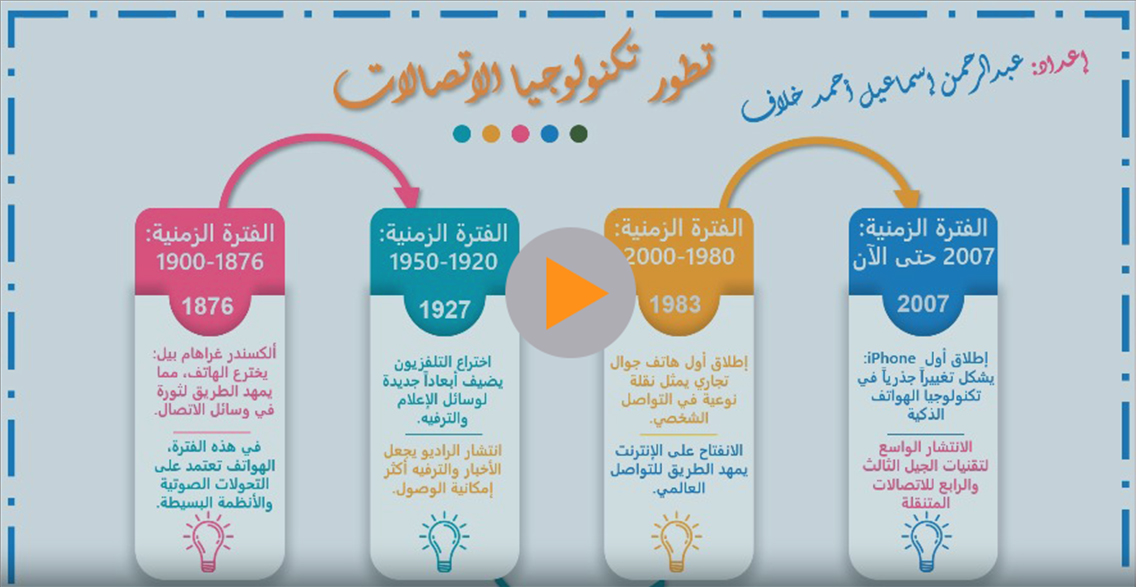 تطور تكنولوجيا الاتصالات
إعداد: عبدالرحمن إسماعيل أحمد خلاف
الفترة الزمنية:
1900-1876
1876
ألكسندر غراهام بيل:
يخترع الهاتف، مما
يمهد الطريق لثورة
في وسائل الاتصال.
في هذه الفترة،
الهواتف تعتمد على
التحولات الصوتية
والأنظمة البسيطة.
الفترة الزمنية:
1950-1920
1927
اختراع التلفزيون
يضيف أبعاداً جديدة
لوسائل الإعلام
والترفيه.
انتشار الراديو يجعل
الأخبار والترفيه أكثر
إمكانية الوصول.
الفترة الزمنية:
2000-1980
1983
إطلاق أول هاتف جوال
تجاري يمثل نقلة
نوعية في التواصل
الشخصي.
الانفتاح على الإنترنت
يمهد الطريق للتواصل
العالمي.
الفترة الزمنية:
2007 حتى الآن
2007
إطلاق أول iPhone:
يشكل تغييراً جذرياً في
تكنولوجيا الهواتف
الذكية
الانتشار الواسع
لتقنيات الجيل الثالث
والرابع للاتصالات
المتنقلة